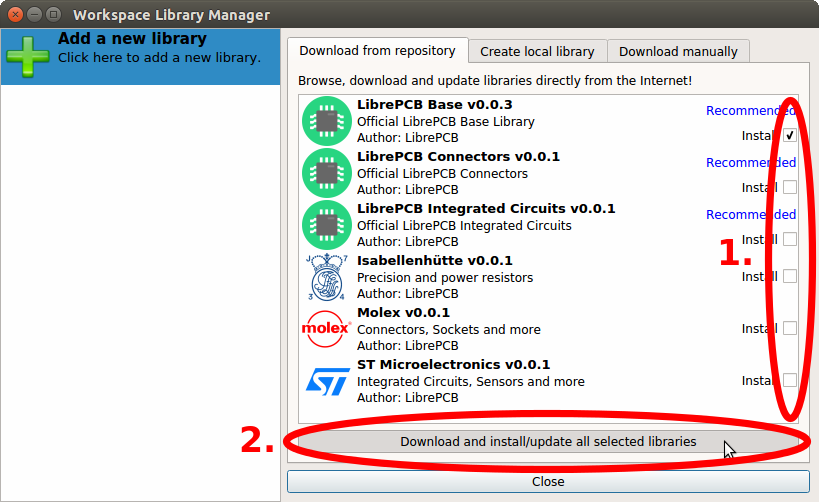 Workspace Library Manager
Add a new library
Click here to add a new library.
Download from repository
Create local library
Download manually
Browse, download and update libraries directly from the Internet!
LibrePCB Base v0.0.3
Recommended
Official LibrePCB Base Library
Author: LibrePCB
Install
LibrePCB Connectors v0.0.1
Recommended
Official LibrePCB Connectors
Author: LibrePCB
Install
LibrePCB Integrated Circuits v0.0.1
Recommended
Official LibrePCB Integrated Circuits
Author: LibrePCB
Install
1.
J V 7
3 4
Isabellenhütte v0.0.1
Precision and power resistors
Author: LibrePCB
Install
molex
Molex v0.0.1
Connectors, Sockets and more
Author: LibrePCB
Install
ST
ST Microelectronics v0.0.1
Integrated Circuits, Sensors and more
Author: LibrePCB
Install
2.
Download and install/update all selected libraries
Close